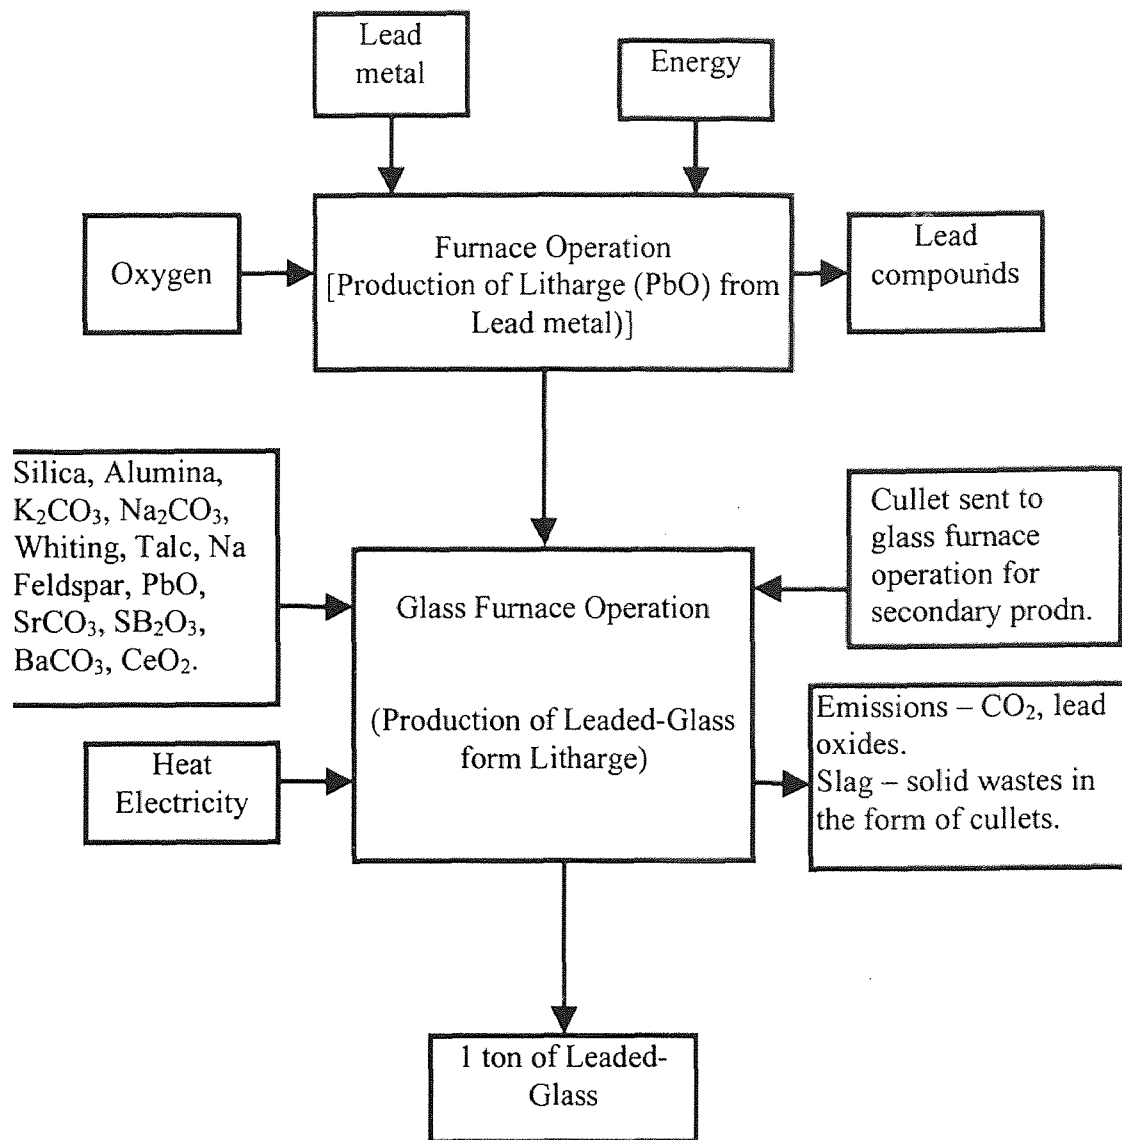 Lead
metal
Energy
Oxygen
Furnace Operation
[Production of Litharge (PbO) from
Lead metal)]
Lead
compounds
Silica, Alumina,
K₂CO₃, Na₂CO₃,
Whiting, Talc, Na
Feldspar, PbO,
SrCO₃, SB₂O₃,
BaCO₃, CeO₂.
Cullet sent to
glass furnace
operation for
secondary prodn.
Glass Furnace Operation
(Production of Leaded-Glass
form Litharge)
Heat
Electricity
Emissions – CO₂, lead
oxides.
Slag – solid wastes in
the form of cullets.
1 ton of Leaded-
Glass